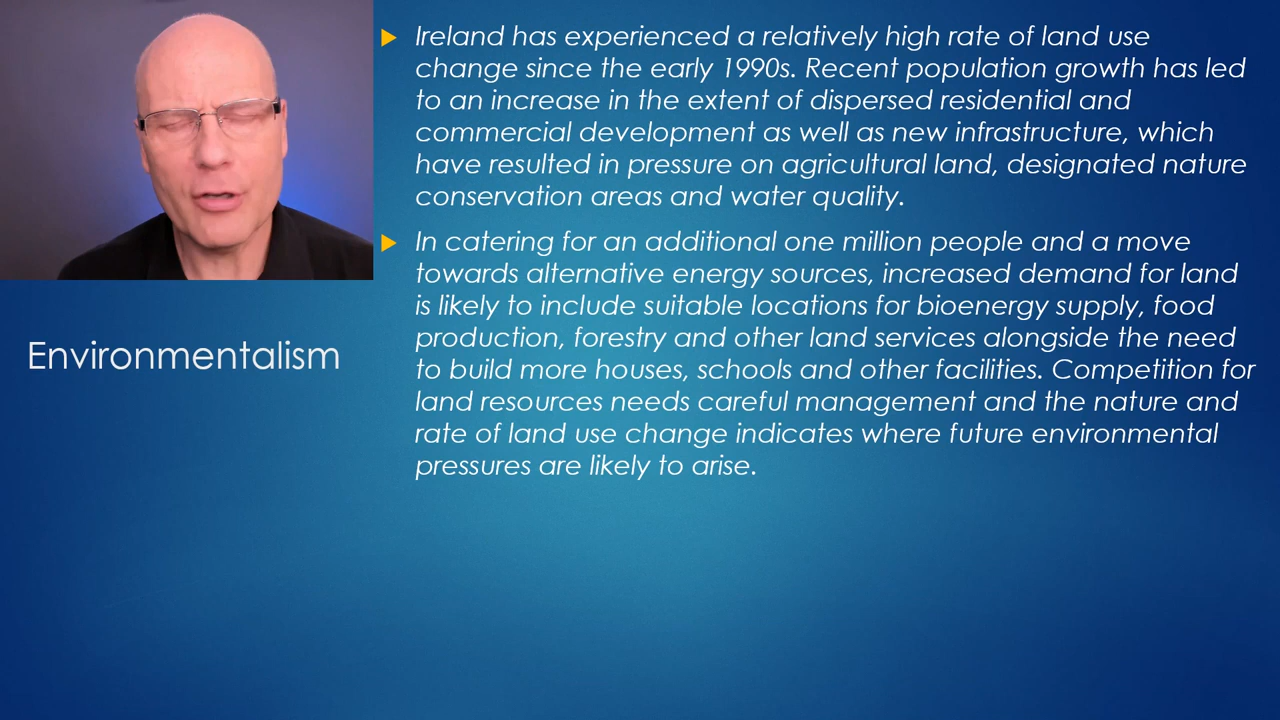 Ireland has experienced a relatively high rate of land use
change since the early 1990s. Recent population growth has led
to an increase in the extent of dispersed residential and
commercial development as well as new infrastructure, which
have resulted in pressure on agricultural land, designated nature
conservation areas and water quality.
In catering for an additional one million people and a move
towards alternative energy sources, increased demand for land
is likely to include suitable locations for bioenergy supply, food
production, forestry and other land services alongside the need
to build more houses, schools and other facilities. Competition for
land resources needs careful management and the nature and
rate of land use change indicates where future environmental
pressures are likely to arise.
Environmentalism